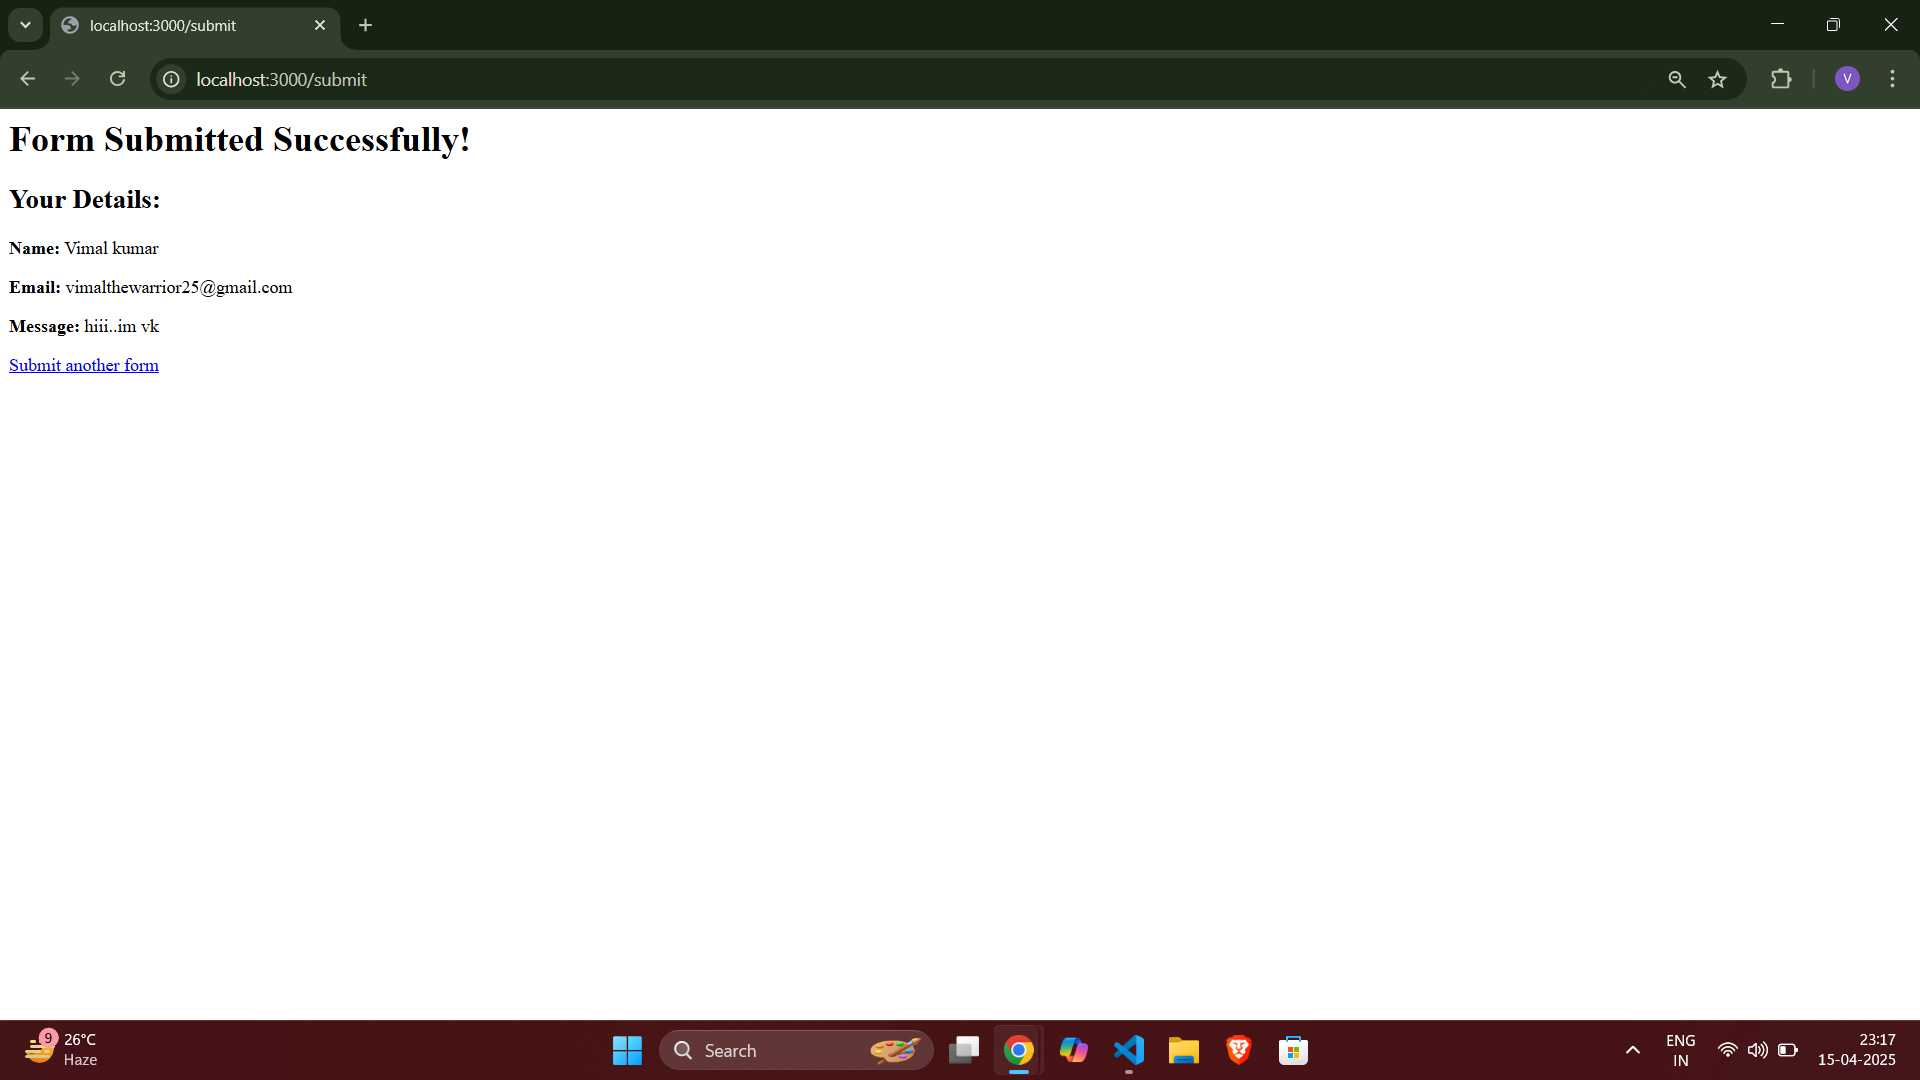 localhost:3000/submit
localhost:3000/submit
V
Form Submitted Successfully!
Your Details:
Name: Vimal kumar
Email: vimalthewarrior25@gmail.com
Message: hiii..im vk
Submit another form
9
26°C
Haze
Search
ENG
IN
23:17
15-04-2025